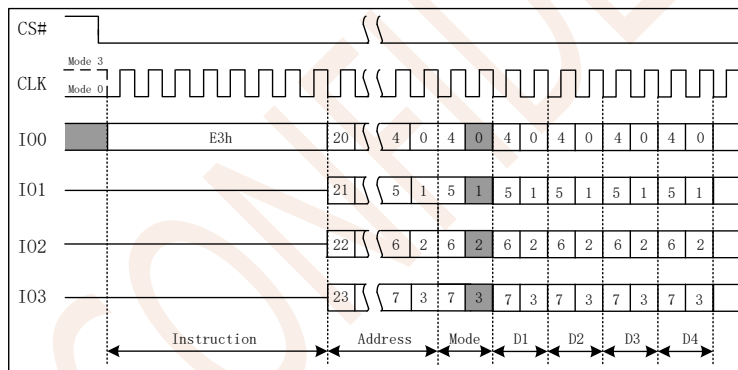 CS#
Mode 3
CLK
Mode 0
IO0 E3h 20 4 0 4 0 4 0 4 0 4 0 4 0
IO1 21 5 1 5 1 5 1 5 1 5 1 5 1
IO2 22 6 2 6 2 6 2 6 2 6 2 6 2
IO3 23 7 3 7 3 7 3 7 3 7 3 7 3
Instruction Address Mode D1 D2 D3 D4